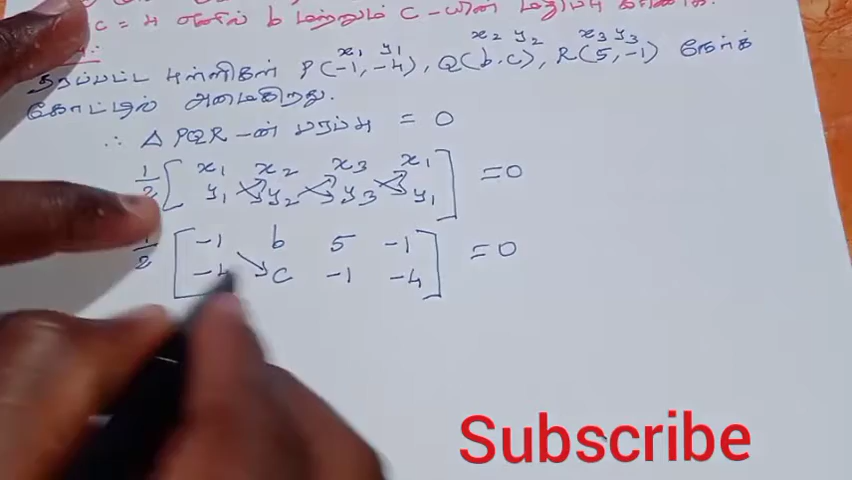 c = 4 எனில் b மற்றும் c-யின் மதிப்பு காண்க.
x₁ y₁ x₂ y₂ x₃ y₃
தரப்பட்ட புள்ளிகள் P(-1, -4), Q(b, c), R(5, -1) நேர்க்
கோட்டில் அமைகிறது.
∴ Δ PQR-ன் பரப்பு = 0
1/2 [ x₁ x₂ x₃ x₁
y₁ y₂ y₃ y₁ ] = 0
1/2 [ -1 b 5 -1
-4 c -1 -4 ] = 0
Subscribe